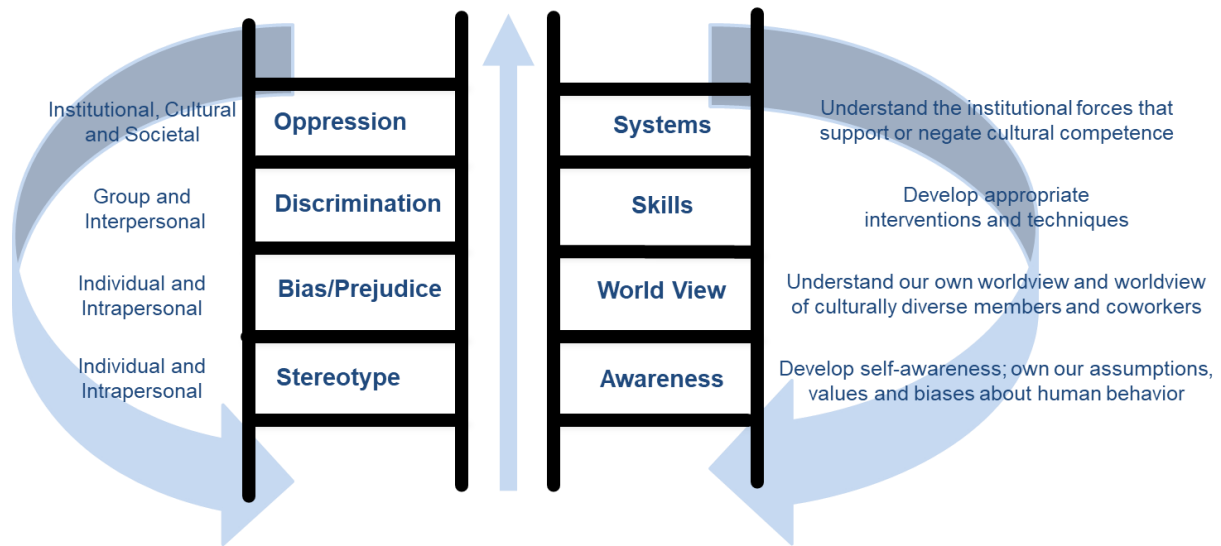 Institutional, Cultural
and Societal
Oppression
Systems
Understand the institutional forces that
support or negate cultural competence
Group and
Interpersonal
Discrimination
Skills
Develop appropriate
interventions and techniques
Individual and
Intrapersonal
Bias/Prejudice
World View
Understand our own worldview and worldview
of culturally diverse members and coworkers
Individual and
Intrapersonal
Stereotype
Awareness
Develop self-awareness; own our assumptions,
values and biases about human behavior